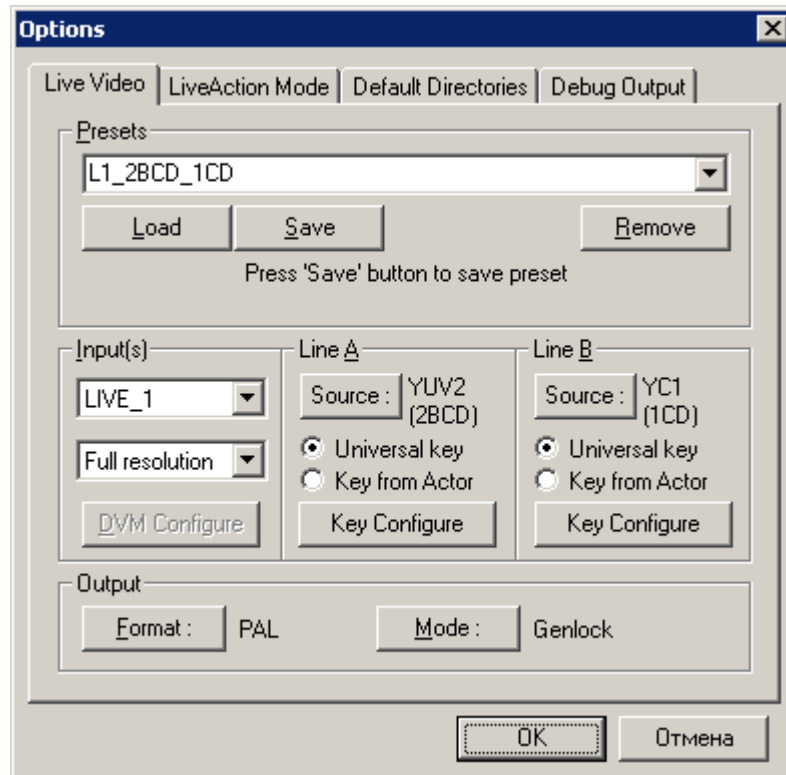 Options
Live Video LiveAction Mode Default Directories Debug Output
Presets
L1_2BCD_1CD
Load Save Remove
Press 'Save' button to save preset
Input(s)
LIVE_1
Full resolution
DVM Configure
Line A
Source : YUV2
(2BCD)
Universal key
Key from Actor
Key Configure
Line B
Source : YC1
(1CD)
Universal key
Key from Actor
Key Configure
Output
Format : PAL Mode : Genlock
OK Отмена